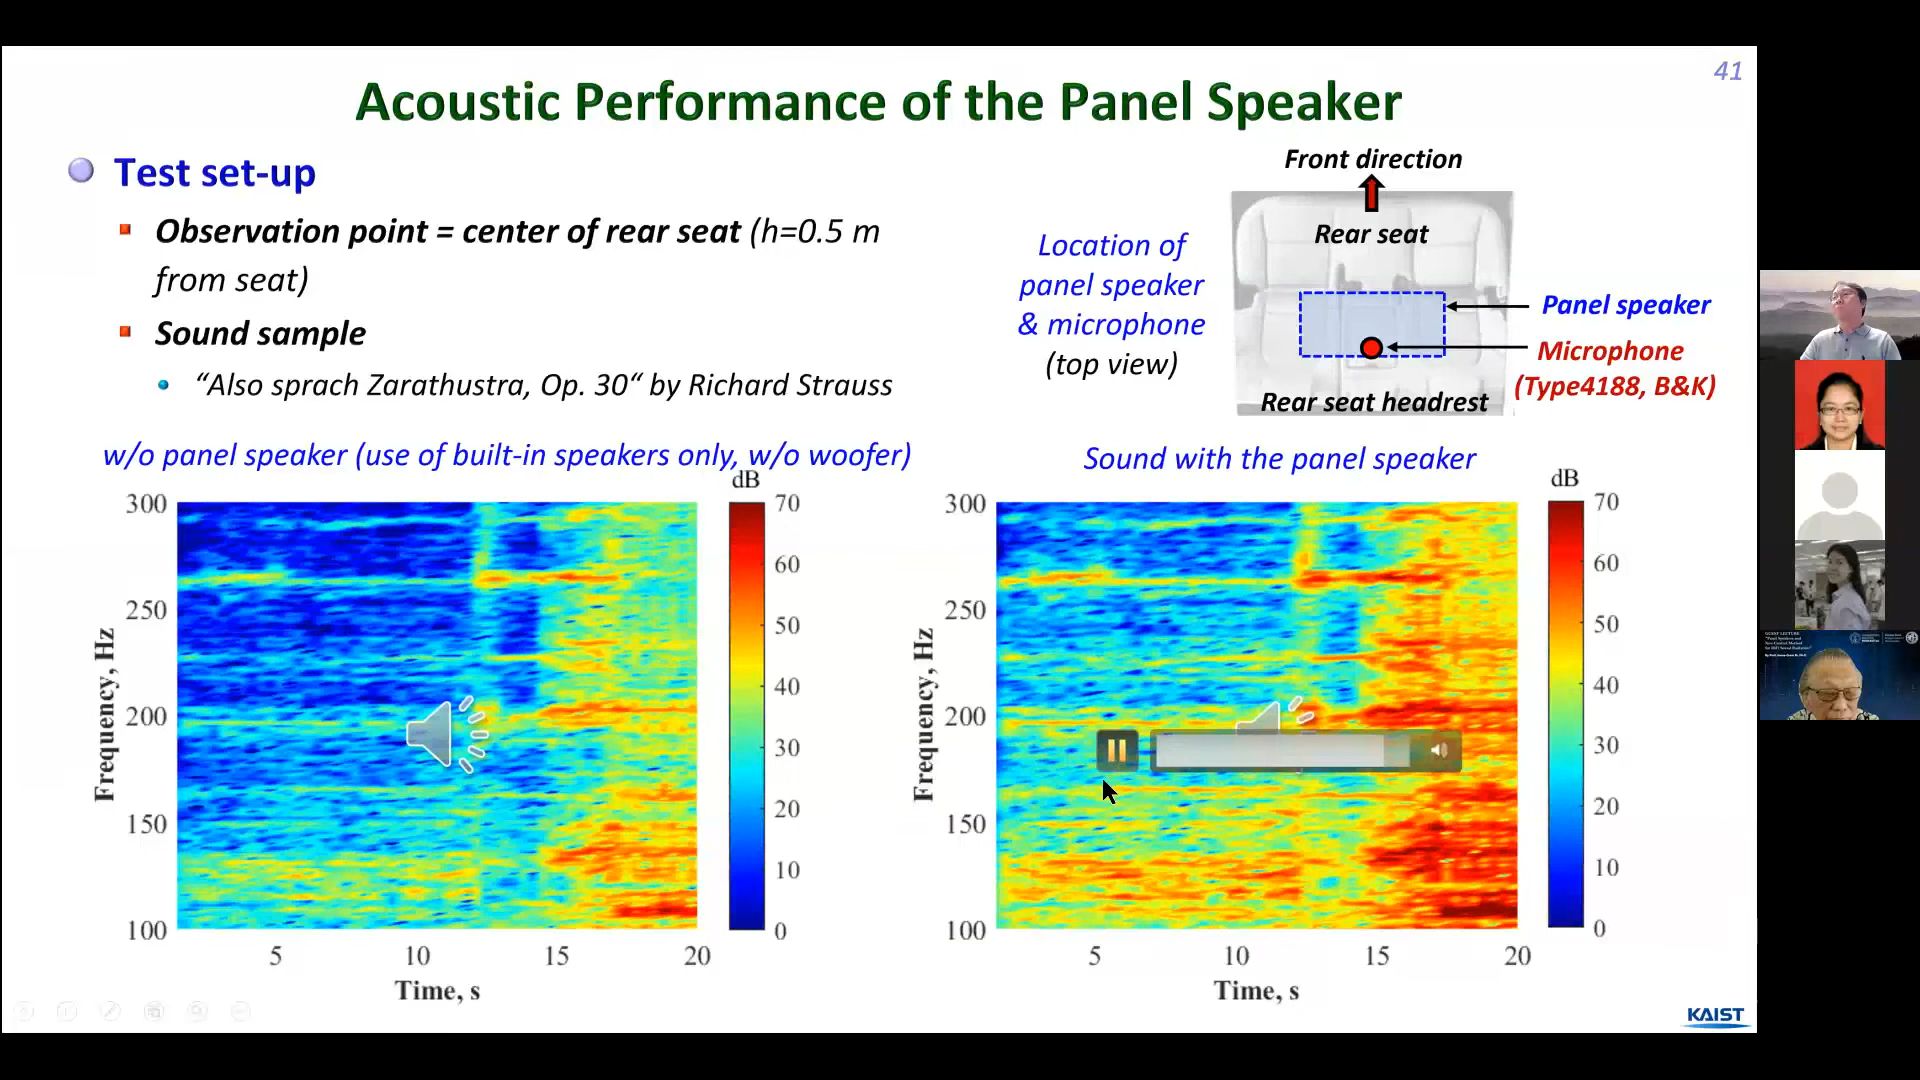 41
Acoustic Performance of the Panel Speaker
Test set-up
Observation point = center of rear seat (h=0.5 m
from seat)
Sound sample
“Also sprach Zarathustra, Op. 30“ by Richard Strauss
Front direction
Rear seat
Location of
panel speaker
& microphone
(top view)
Panel speaker
Microphone
(Type4188, B&K)
Rear seat headrest
w/o panel speaker (use of built-in speakers only, w/o woofer)
dB
300
250
200
150
100
Frequency, Hz
5 10 15 20
Time, s
70
60
50
40
30
20
10
0
Sound with the panel speaker
dB
300
250
200
150
100
Frequency, Hz
5 10 15 20
Time, s
70
60
50
40
30
20
10
0
KAIST